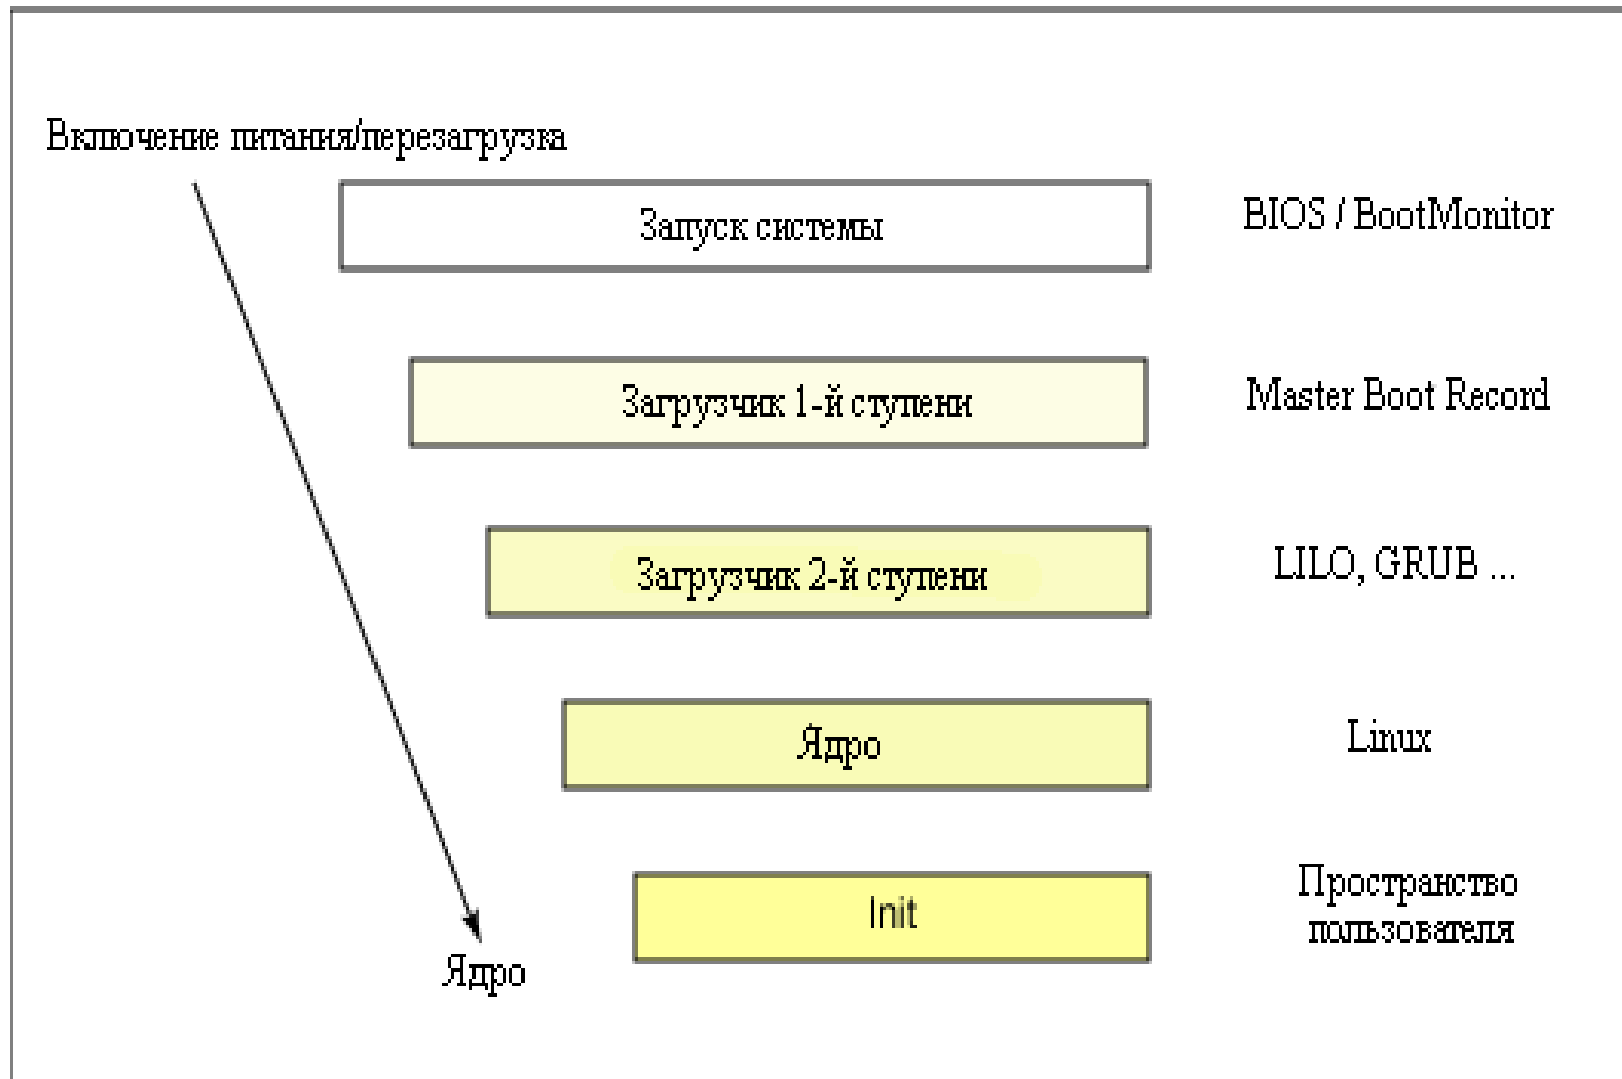 Включение питания/перезагрузка
Запуск системы
BIOS / BootMonitor
Загрузчик 1-й ступени
Master Boot Record
Загрузчик 2-й ступени
LILO, GRUB ...
Ядро
Linux
Init
Пространство
пользователя
Ядро